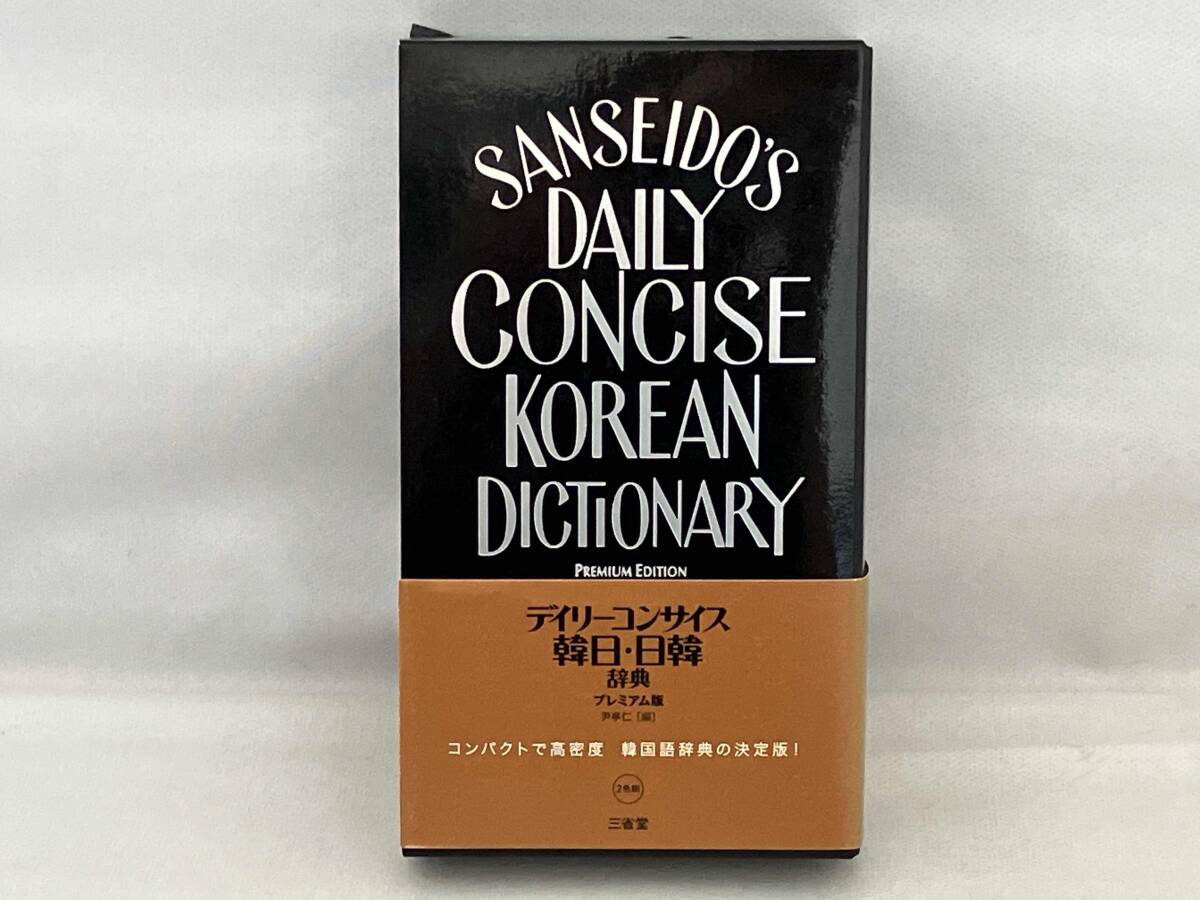 SANSEIDO'S
DAILY
CONCISE
KOREAN
DICTIONARY
PREMIUM EDITION
デイリーコンサイス
韓日・日韓
辞典
プレミアム版
尹亭仁［編］
コンパクトで高密度 韓国語辞典の決定版！
2色刷
三省堂